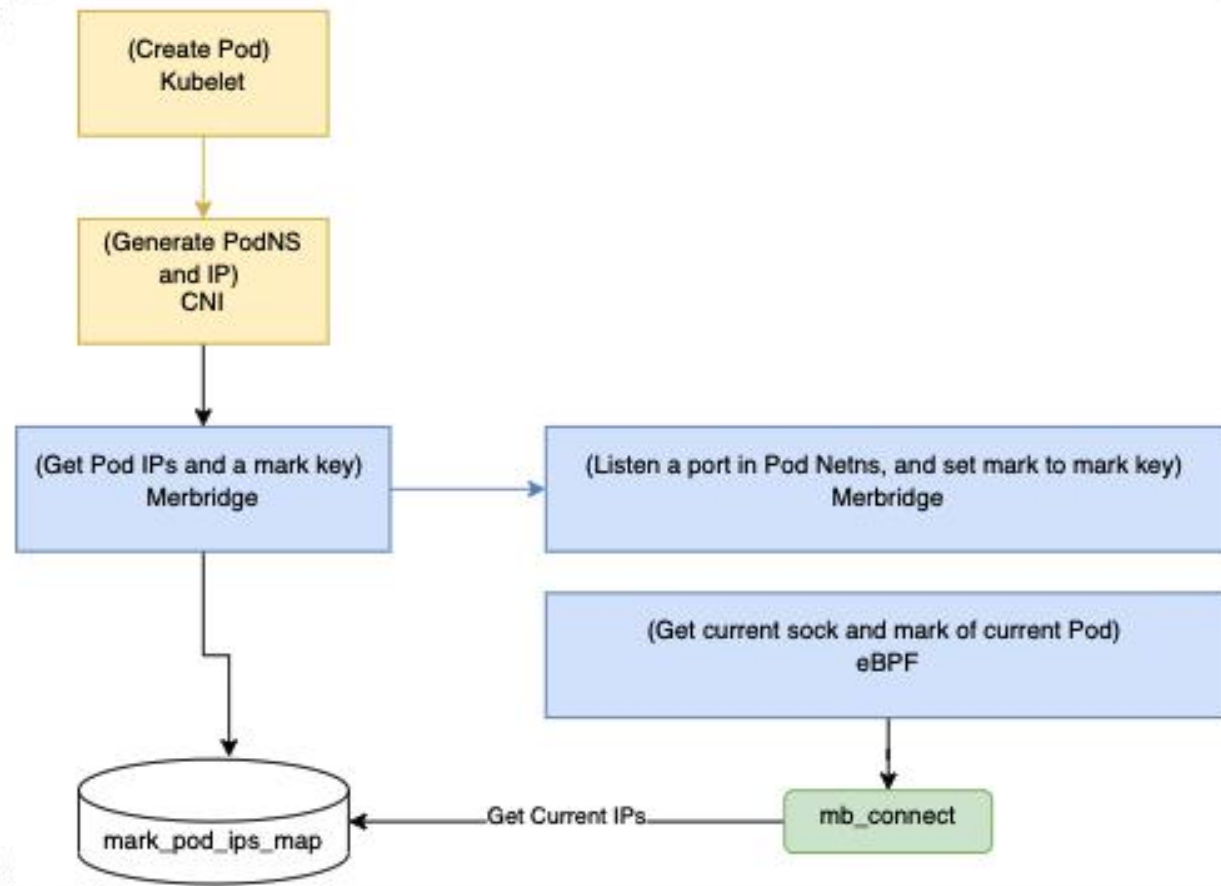 (Create Pod)
Kubelet
(Generate PodNS
and IP)
CNI
(Get Pod IPs and a mark key)
Merbridge
(Listen a port in Pod Netns, and set mark to mark key)
Merbridge
(Get current sock and mark of current Pod)
eBPF
mark_pod_ips_map
Get Current IPs
mb_connect